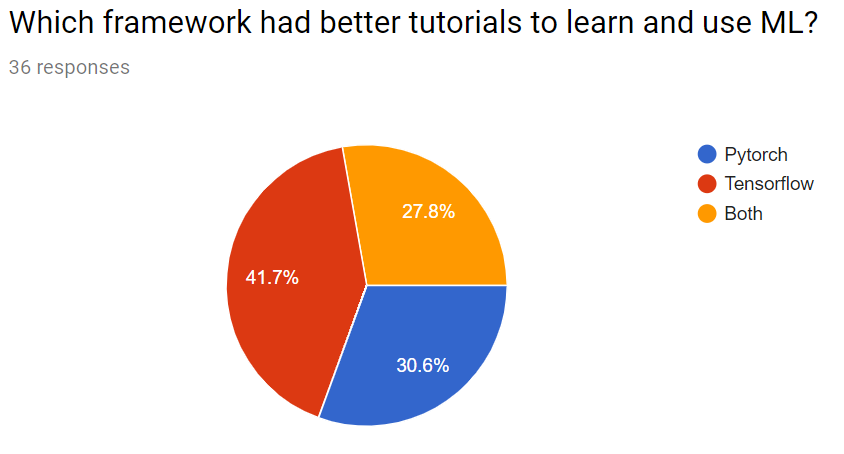 Which framework had better tutorials to learn and use ML?
36 responses
Pytorch
Tensorflow
Both
27.8%
41.7%
30.6%